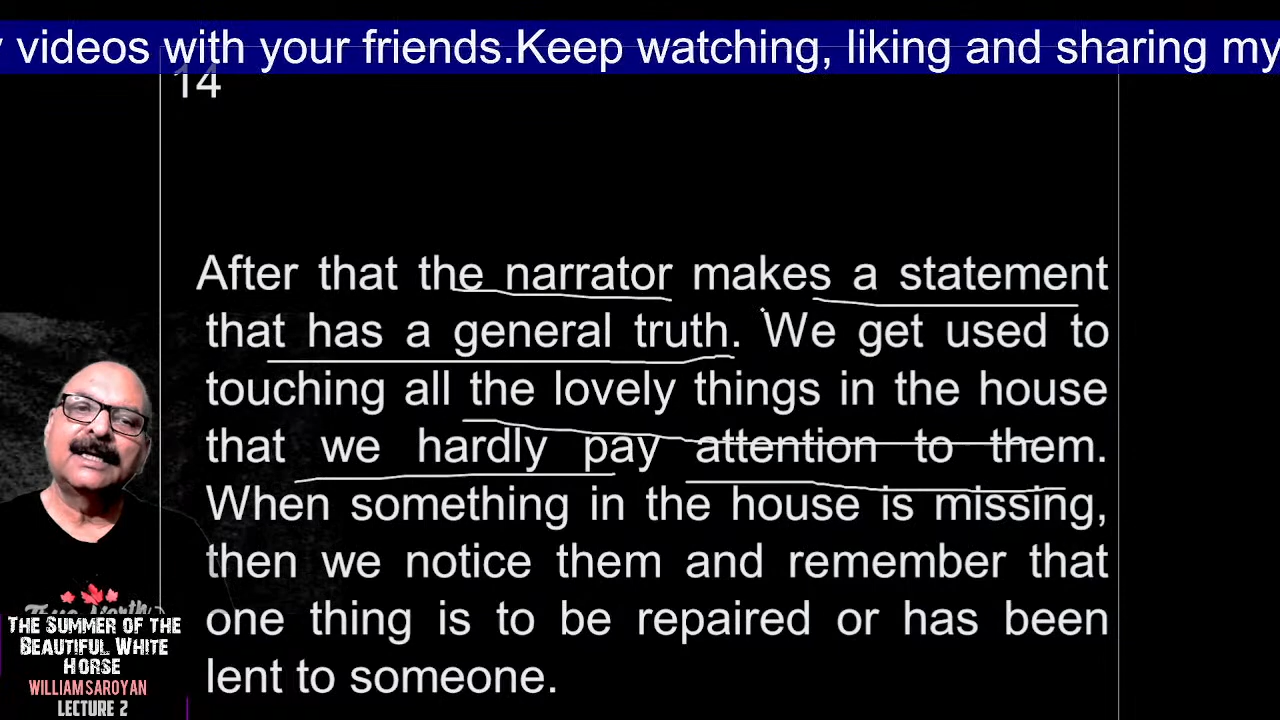 videos with your friends.Keep watching, liking and sharing my
14
After that the narrator makes a statement
that has a general truth. We get used to
touching all the lovely things in the house
that we hardly pay attention to them.
When something in the house is missing,
then we notice them and remember that
one thing is to be repaired or has been
lent to someone.
The Summer of the
Beautiful White
Horse
William Saroyan
Lecture 2